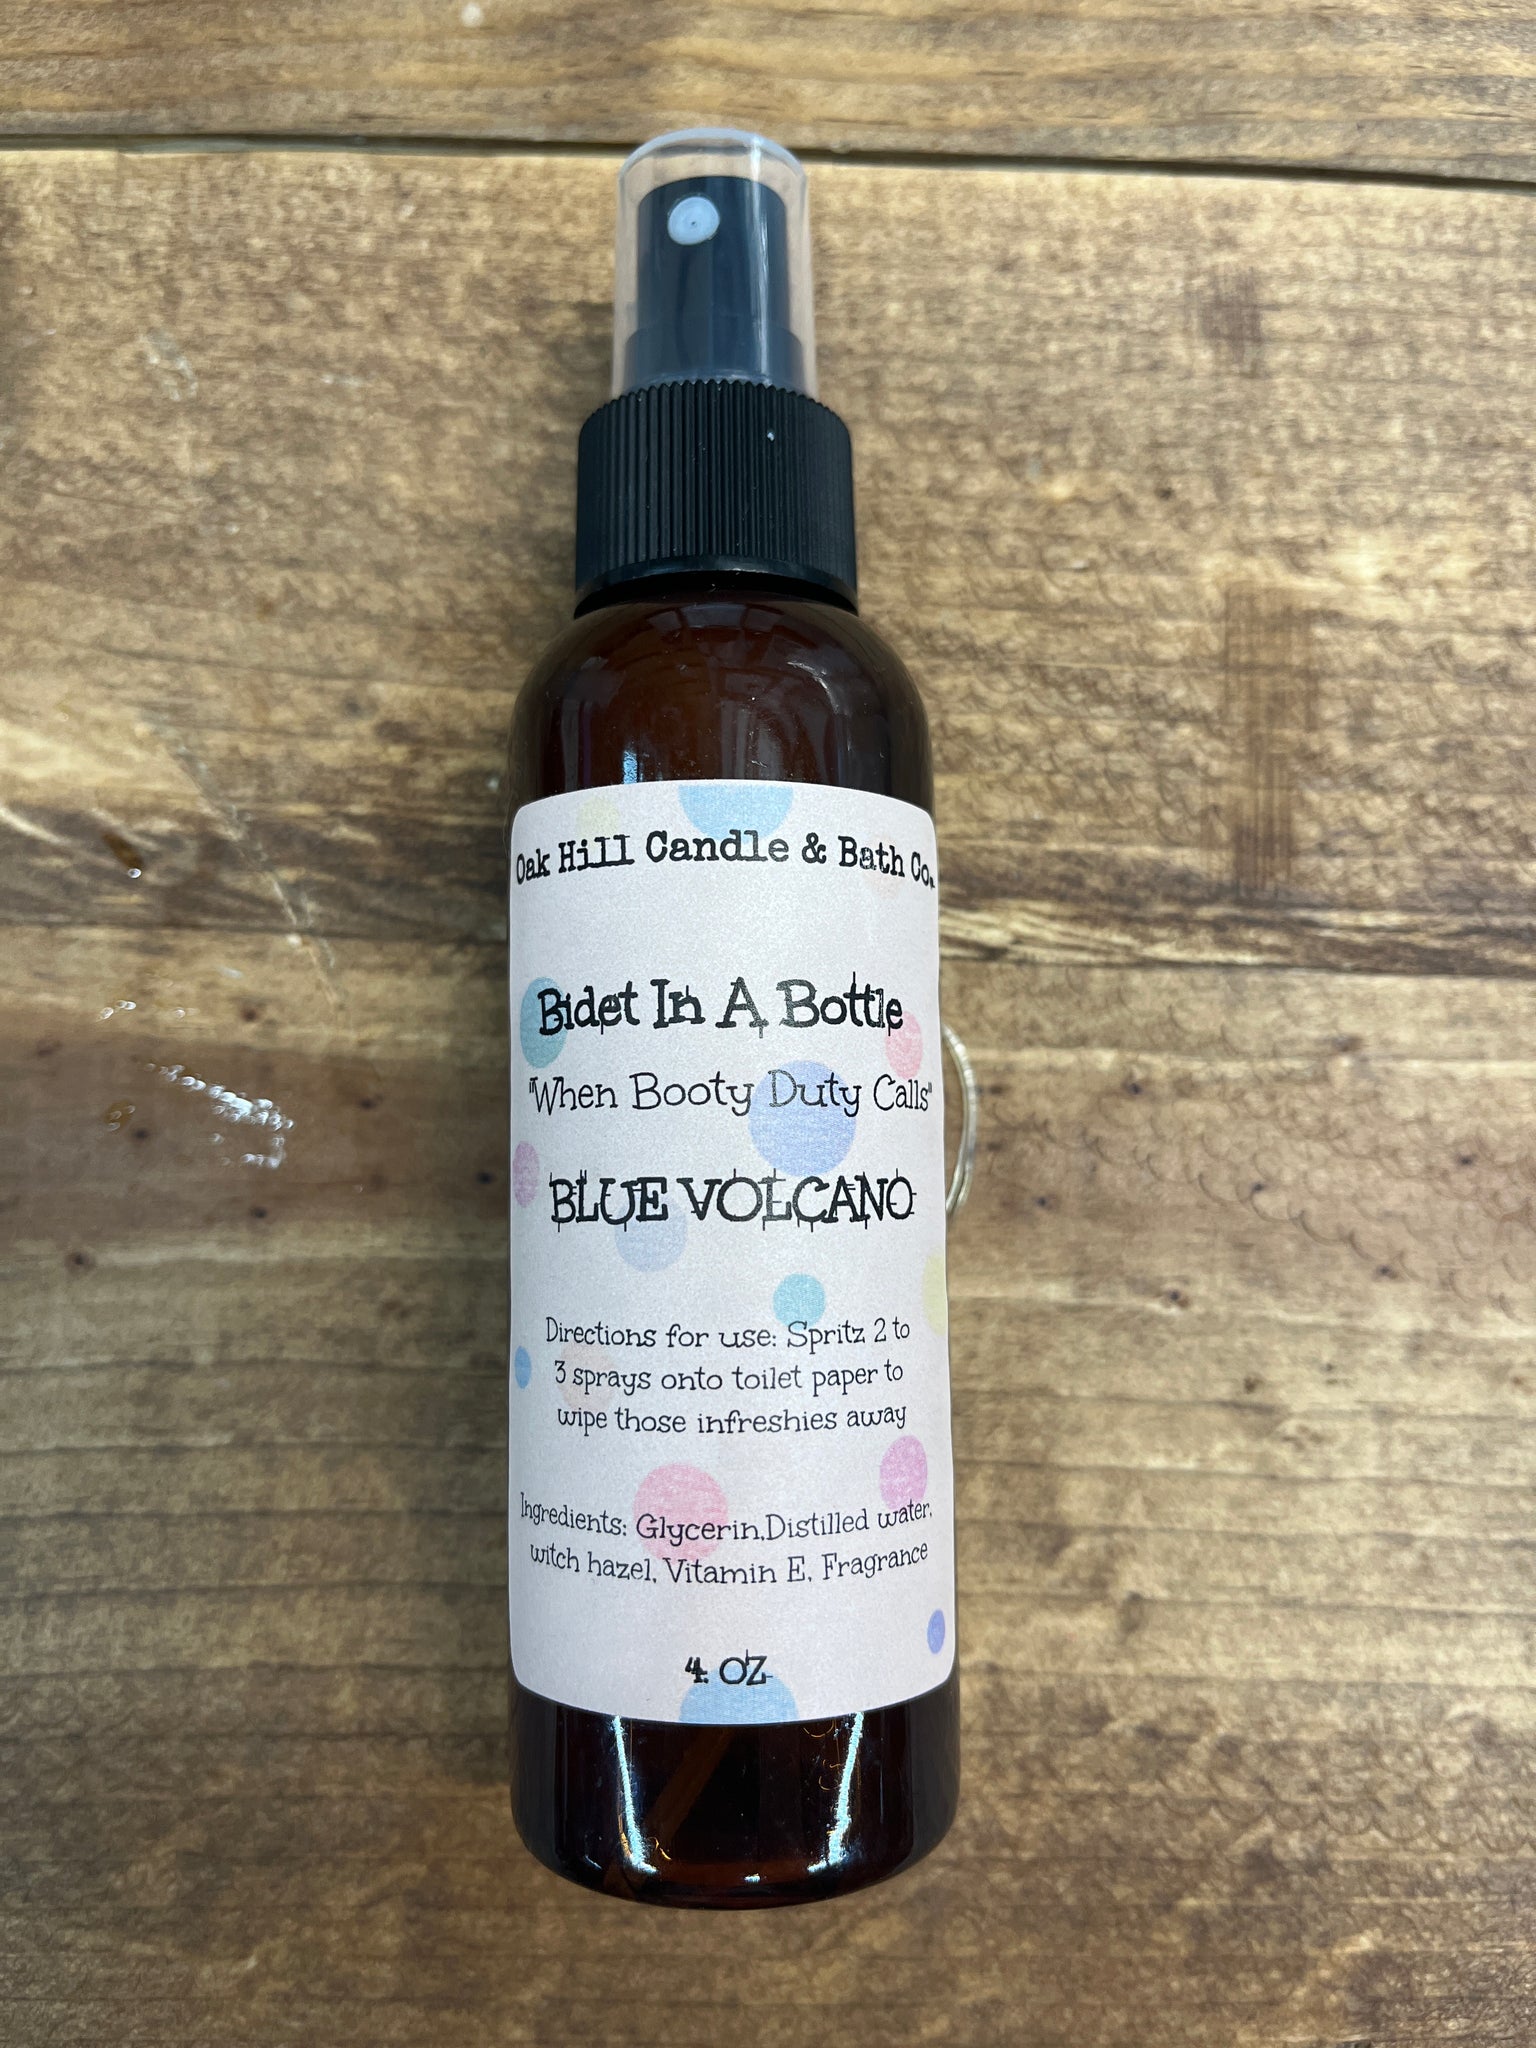 Oak Hill Candle & Bath Co.
Bidet In A Bottle
"When Booty Duty Calls"
BLUE VOLCANO
Directions for use: Spritz 2 to
3 sprays onto toilet paper to
wipe those infreshies away
Ingredients: Glycerin,Distilled water,
witch hazel, Vitamin E, Fragrance
4 OZ